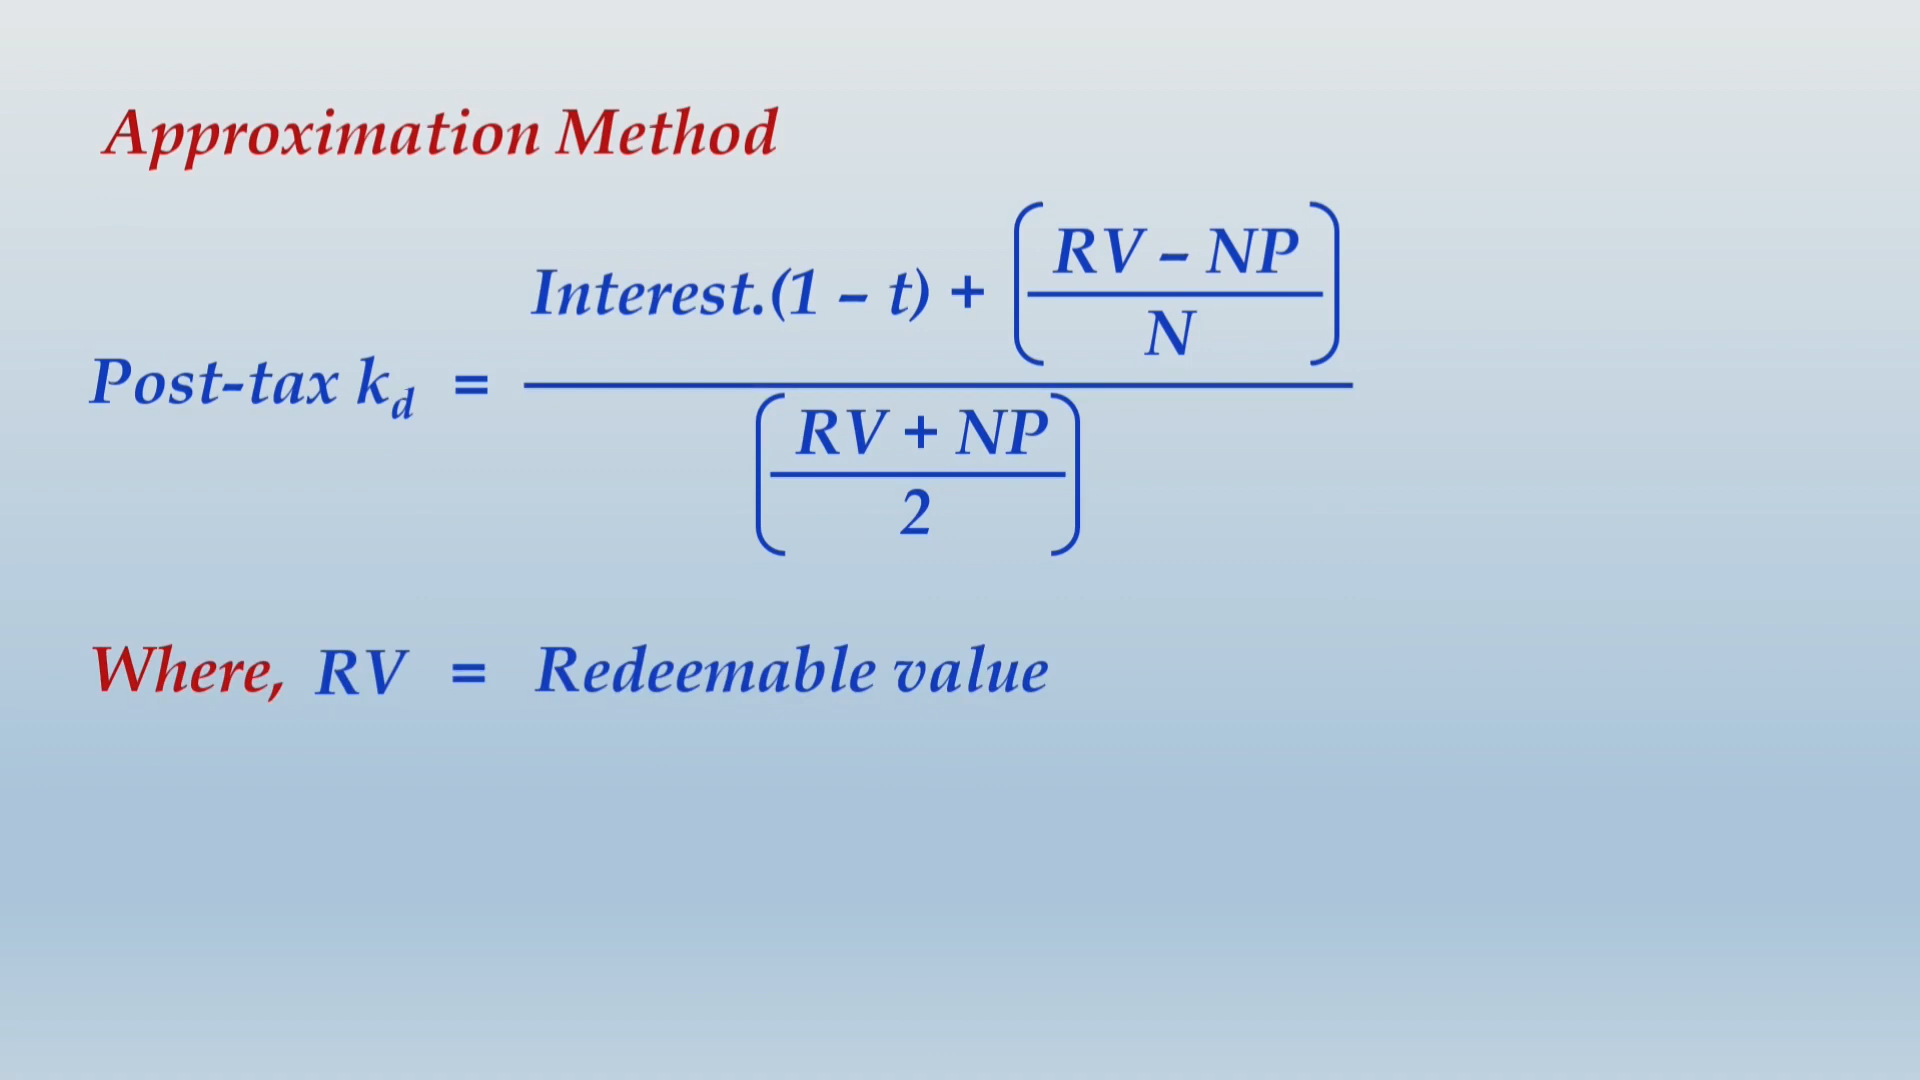 Approximation Method
RV – NP
Interest.(1 – t) +
N
Post-tax k_d =
RV + NP
2
Where, RV = Redeemable value